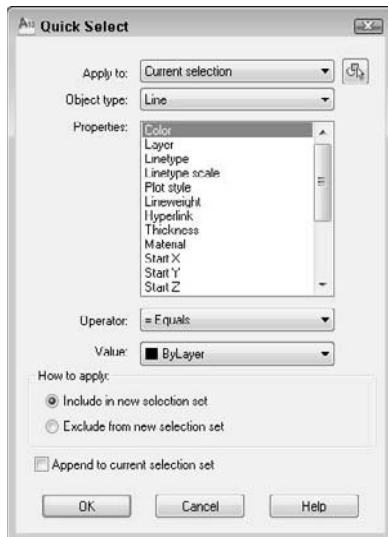 Quick Select
Apply to: Current selection
Object type: Line
Properties: Color
Layer
Linetype
Linetype scale
Plot style
Lineweight
Hyperlink
Thickness
Material
Start X
Start Y
Start Z
Operator: = Equals
Value: ByLayer
How to apply:
Include in new selection set
Exclude from new selection set
Append to current selection set
OK Cancel Help